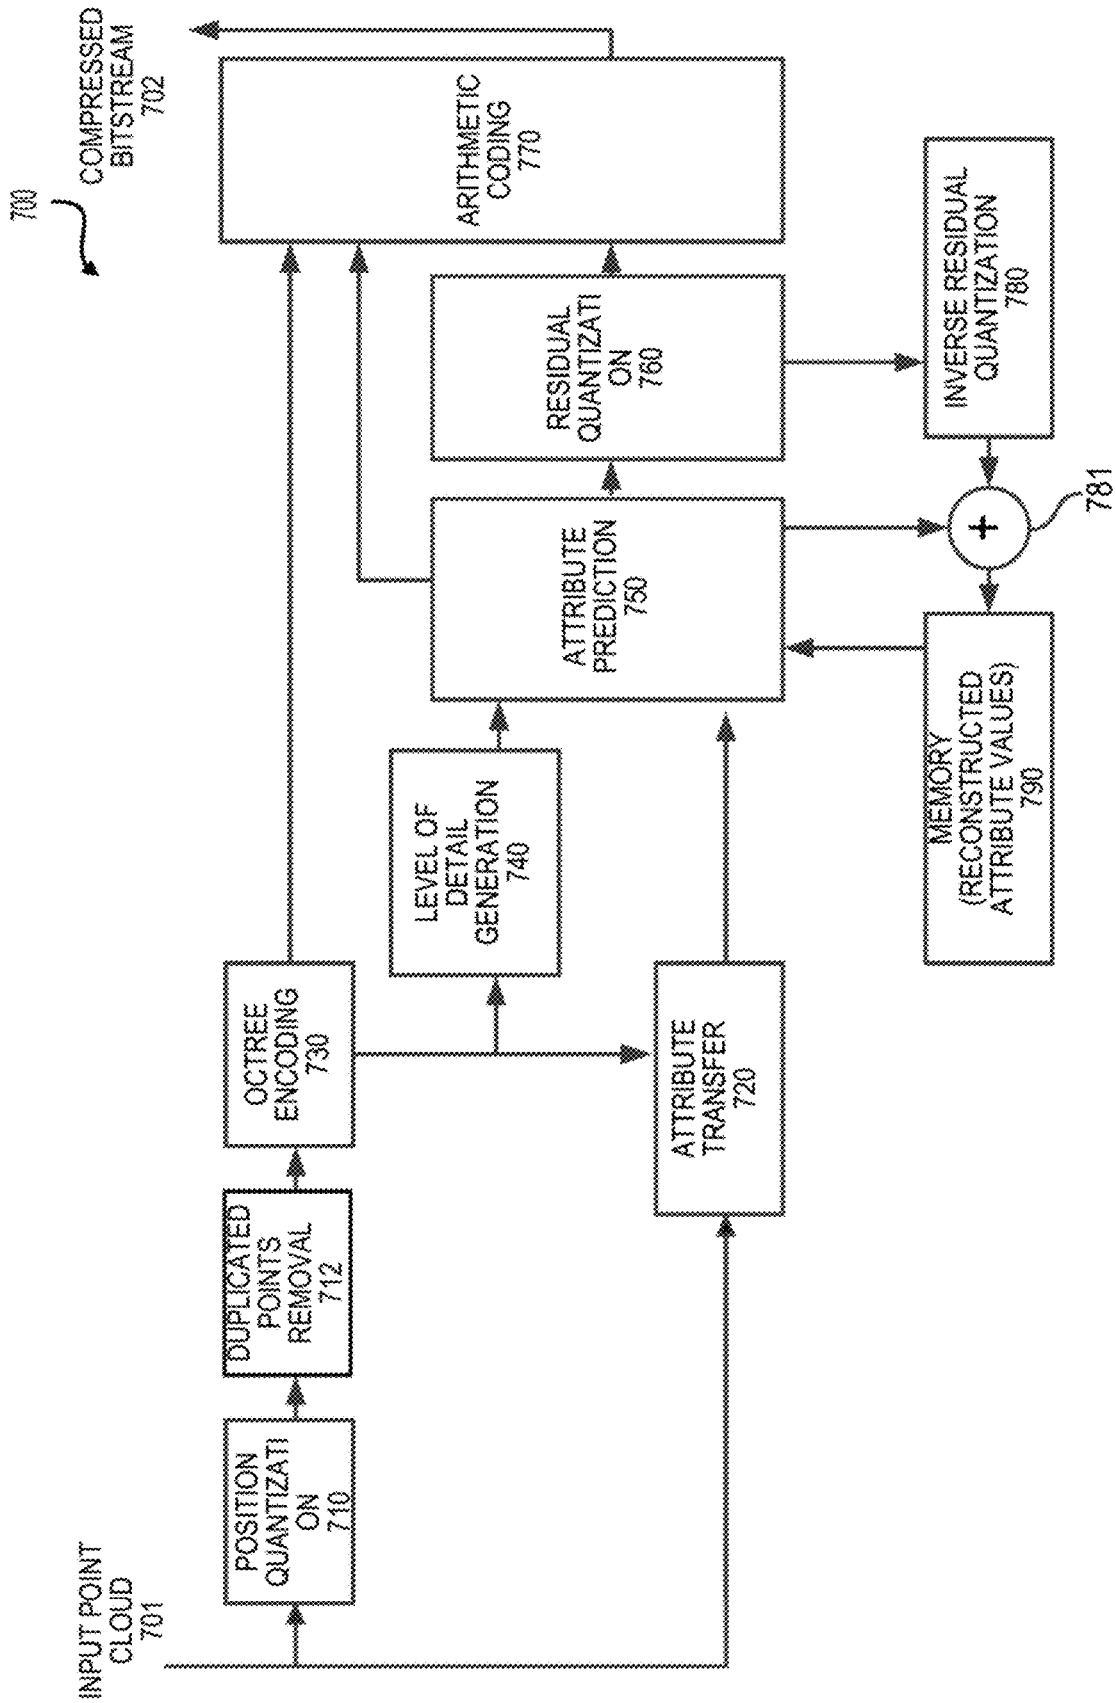 700
INPUT POINT
CLOUD
701
COMPRESSED
BITSTREAM
702
POSITION
QUANTIZATI
ON
710
DUPLICATED
POINTS
REMOVAL
712
OCTREE
ENCODING
730
LEVEL OF
DETAIL
GENERATION
740
ATTRIBUTE
TRANSFER
720
ATTRIBUTE
PREDICTION
750
RESIDUAL
QUANTIZATI
ON
760
ARITHMETIC
CODING
770
MEMORY
(RECONSTRUCTED
ATTRIBUTE VALUES)
790
+
781
INVERSE RESIDUAL
QUANTIZATION
780